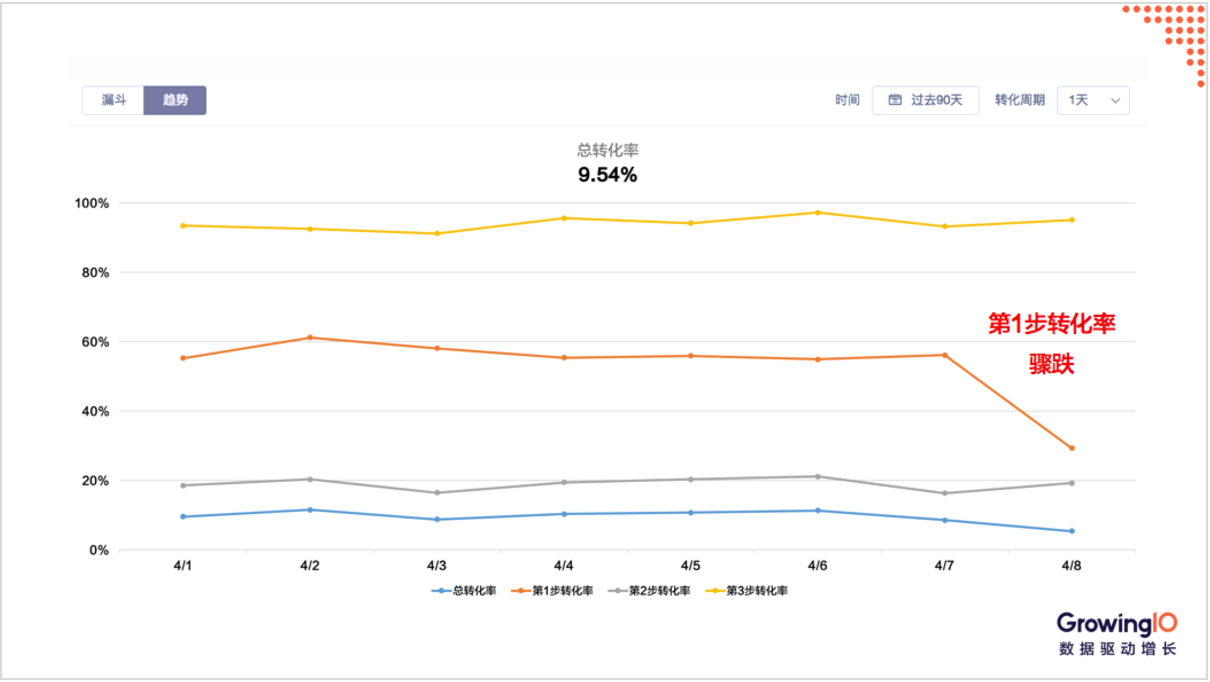 漏斗 趋势 时间 过去90天 转化周期 1天
总转化率
9.54%
100%
80%
第1步转化率
60%
骤跌
40%
20%
0%
4/1 4/2 4/3 4/4 4/5 4/6 4/7 4/8
总转化率 第1步转化率 第2步转化率 第3步转化率
GrowingIO
数据驱动增长